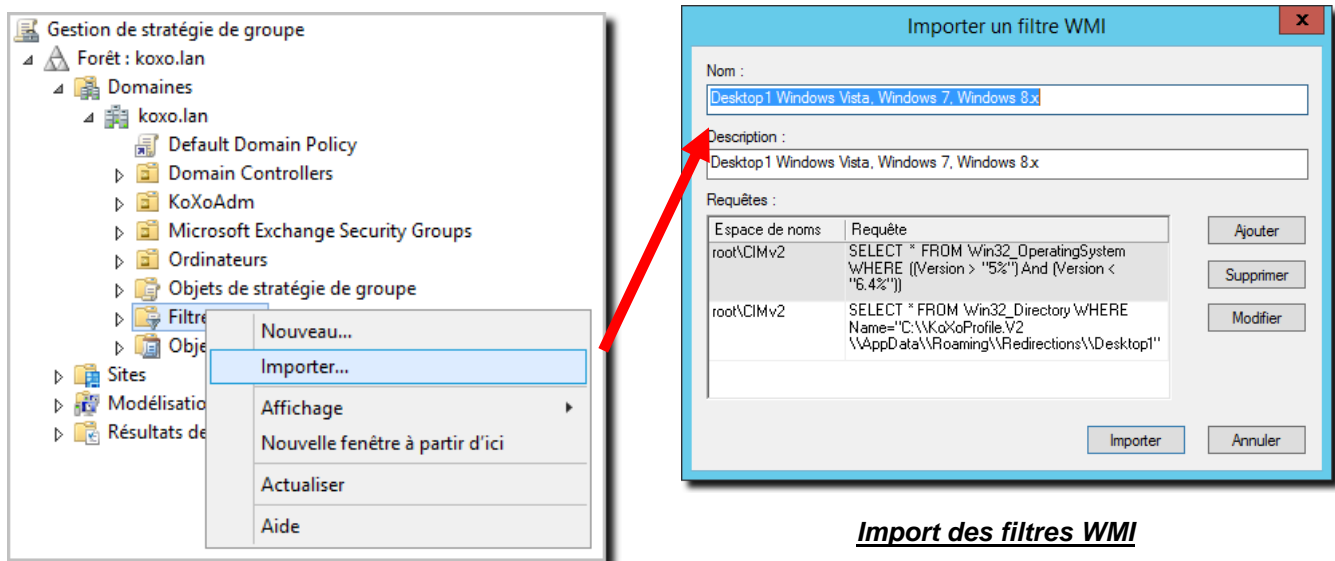 Gestion de stratégie de groupe
Forêt : koxo.lan
Domaines
koxo.lan
Default Domain Policy
Domain Controllers
KoXoAdm
Microsoft Exchange Security Groups
Ordinateurs
Objets de stratégie de groupe
Filtre
Obje
Sites
Modélisatio
Résultats de
Nouveau...
Importer...
Affichage
Nouvelle fenêtre à partir d'ici
Actualiser
Aide
Importer un filtre WMI
x
Nom :
Desktop1 Windows Vista, Windows 7, Windows 8.x
Description :
Desktop1 Windows Vista, Windows 7, Windows 8.x
Requêtes :
Espace de noms Requête
root\CIMv2 SELECT * FROM Win32_OperatingSystem
WHERE ((Version > "5%") And (Version <
"6.4%"))
root\CIMv2 SELECT * FROM Win32_Directory WHERE
Name="C:\\KoXoProfile.V2
\\AppData\\Roaming\\Redirections\\Desktop1"
Ajouter
Supprimer
Modifier
Importer
Annuler
Import des filtres WMI